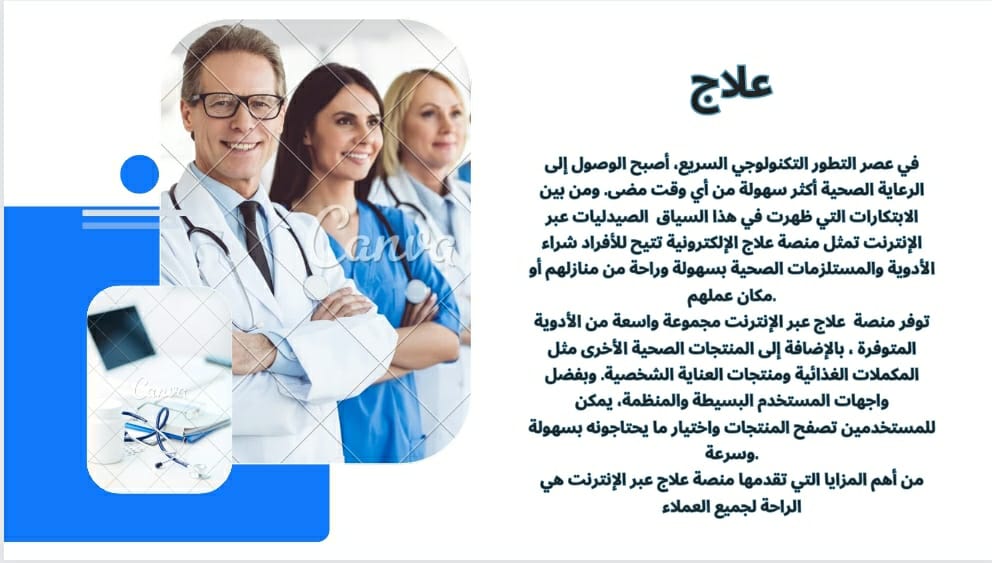 علاج
في عصر التطور التكنولوجي السريع، أصبح الوصول إلى
الرعاية الصحية أكثر سهولة من أي وقت مضى. ومن بين
الابتكارات التي ظهرت في هذا السياق الصيدليات عبر
الإنترنت تمثل منصة علاج الإلكترونية تتيح للأفراد شراء
الأدوية والمستلزمات الصحية بسهولة وراحة من منازلهم أو
.مكان عملهم
توفر منصة علاج عبر الإنترنت مجموعة واسعة من الأدوية
المتوفرة ، بالإضافة إلى المنتجات الصحية الأخرى مثل
المكملات الغذائية ومنتجات العناية الشخصية. وبفضل
واجهات المستخدم البسيطة والمنظمة، يمكن
للمستخدمين تصفح المنتجات واختيار ما يحتاجونه بسهولة
.وسرعة
من أهم المزايا التي تقدمها منصة علاج عبر الإنترنت هي
الراحة لجميع العملاء
Canva
Canva